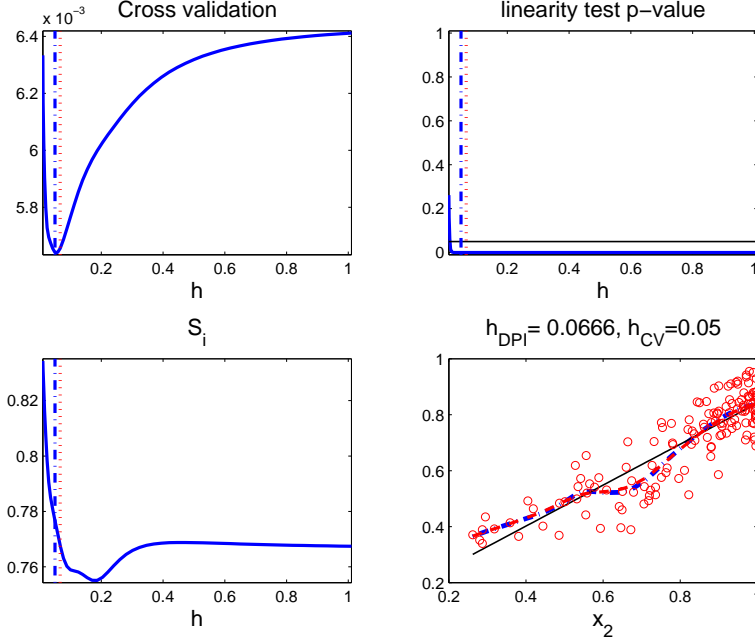 Cross validation
x 10⁻³
6.4
6.2
6
5.8
0.2 0.4 0.6 0.8 1
h
linearity test p−value
1
0.8
0.6
0.4
0.2
0
0.2 0.4 0.6 0.8 1
h
S_i
0.82
0.8
0.78
0.76
0.2 0.4 0.6 0.8 1
h
h_DPI= 0.0666, h_CV=0.05
1
0.8
0.6
0.4
0.2
0.4 0.6 0.8 1
x_2